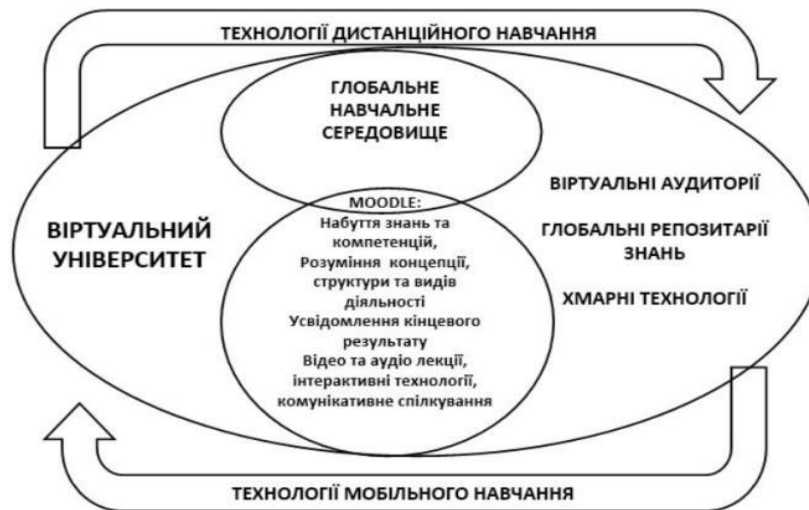 ТЕХНОЛОГІЇ ДИСТАНЦІЙНОГО НАВЧАННЯ
ГЛОБАЛЬНЕ
НАВЧАЛЬНЕ
СЕРЕДОВИЩЕ
ВІРТУАЛЬНИЙ
УНІВЕРСИТЕТ
MOODLE:
Набуття знань та
компетенцій,
Розуміння концепції,
структури та видів
діяльності
Усвідомлення кінцевого
результату
Відео та аудіо лекції,
інтерактивні технології,
комунікативне спілкування
ВІРТУАЛЬНІ АУДИТОРІЇ
ГЛОБАЛЬНІ РЕПОЗИТАРІЇ
ЗНАНЬ
ХМАРНІ ТЕХНОЛОГІЇ
ТЕХНОЛОГІЇ МОБІЛЬНОГО НАВЧАННЯ